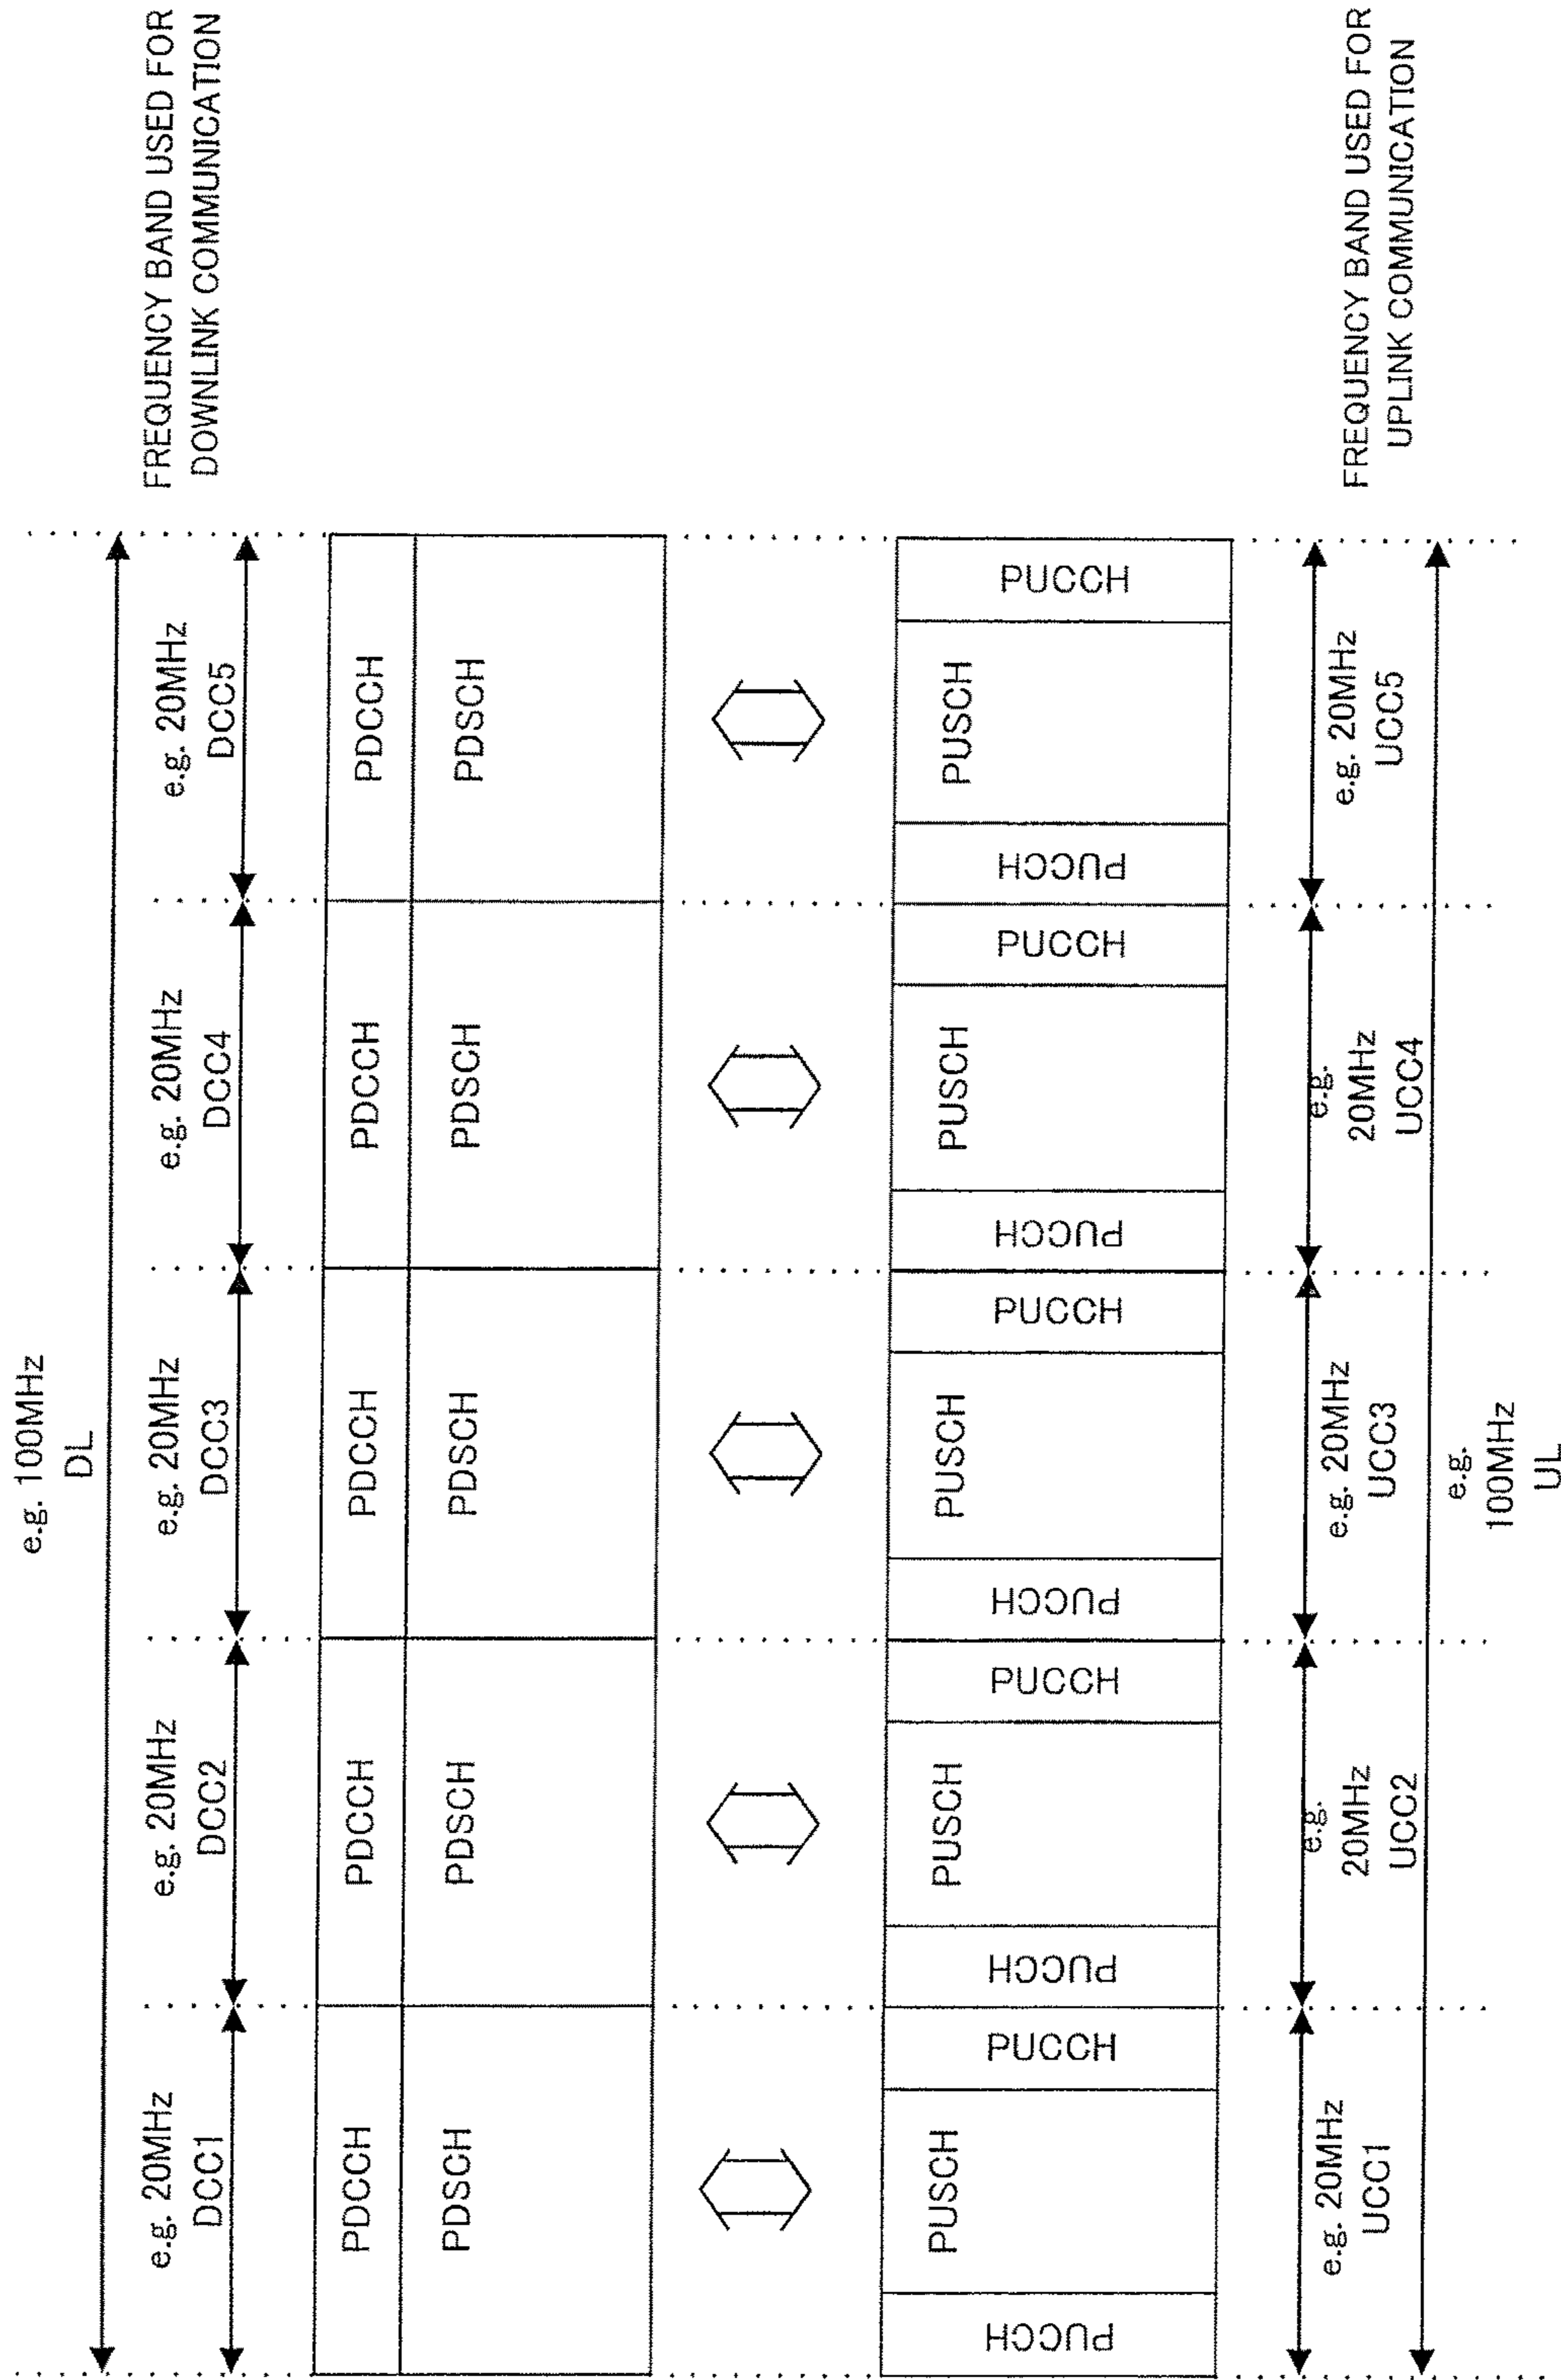 e.g. 100MHz
DL
FREQUENCY BAND USED FOR
DOWNLINK COMMUNICATION
e.g. 20MHz
DCC1
e.g. 20MHz
DCC2
e.g. 20MHz
DCC3
e.g. 20MHz
DCC4
e.g. 20MHz
DCC5
PDCCH
PDCCH
PDCCH
PDCCH
PDCCH
PDSCH
PDSCH
PDSCH
PDSCH
PDSCH
PUCCH
PUSCH
PUCCH
PUCCH
PUSCH
PUCCH
PUCCH
PUSCH
PUCCH
PUCCH
PUSCH
PUCCH
PUCCH
PUSCH
PUCCH
e.g. 20MHz
UCC1
e.g.
20MHz
UCC2
e.g. 20MHz
UCC3
e.g.
20MHz
UCC4
e.g. 20MHz
UCC5
FREQUENCY BAND USED FOR
UPLINK COMMUNICATION
e.g.
100MHz
UL